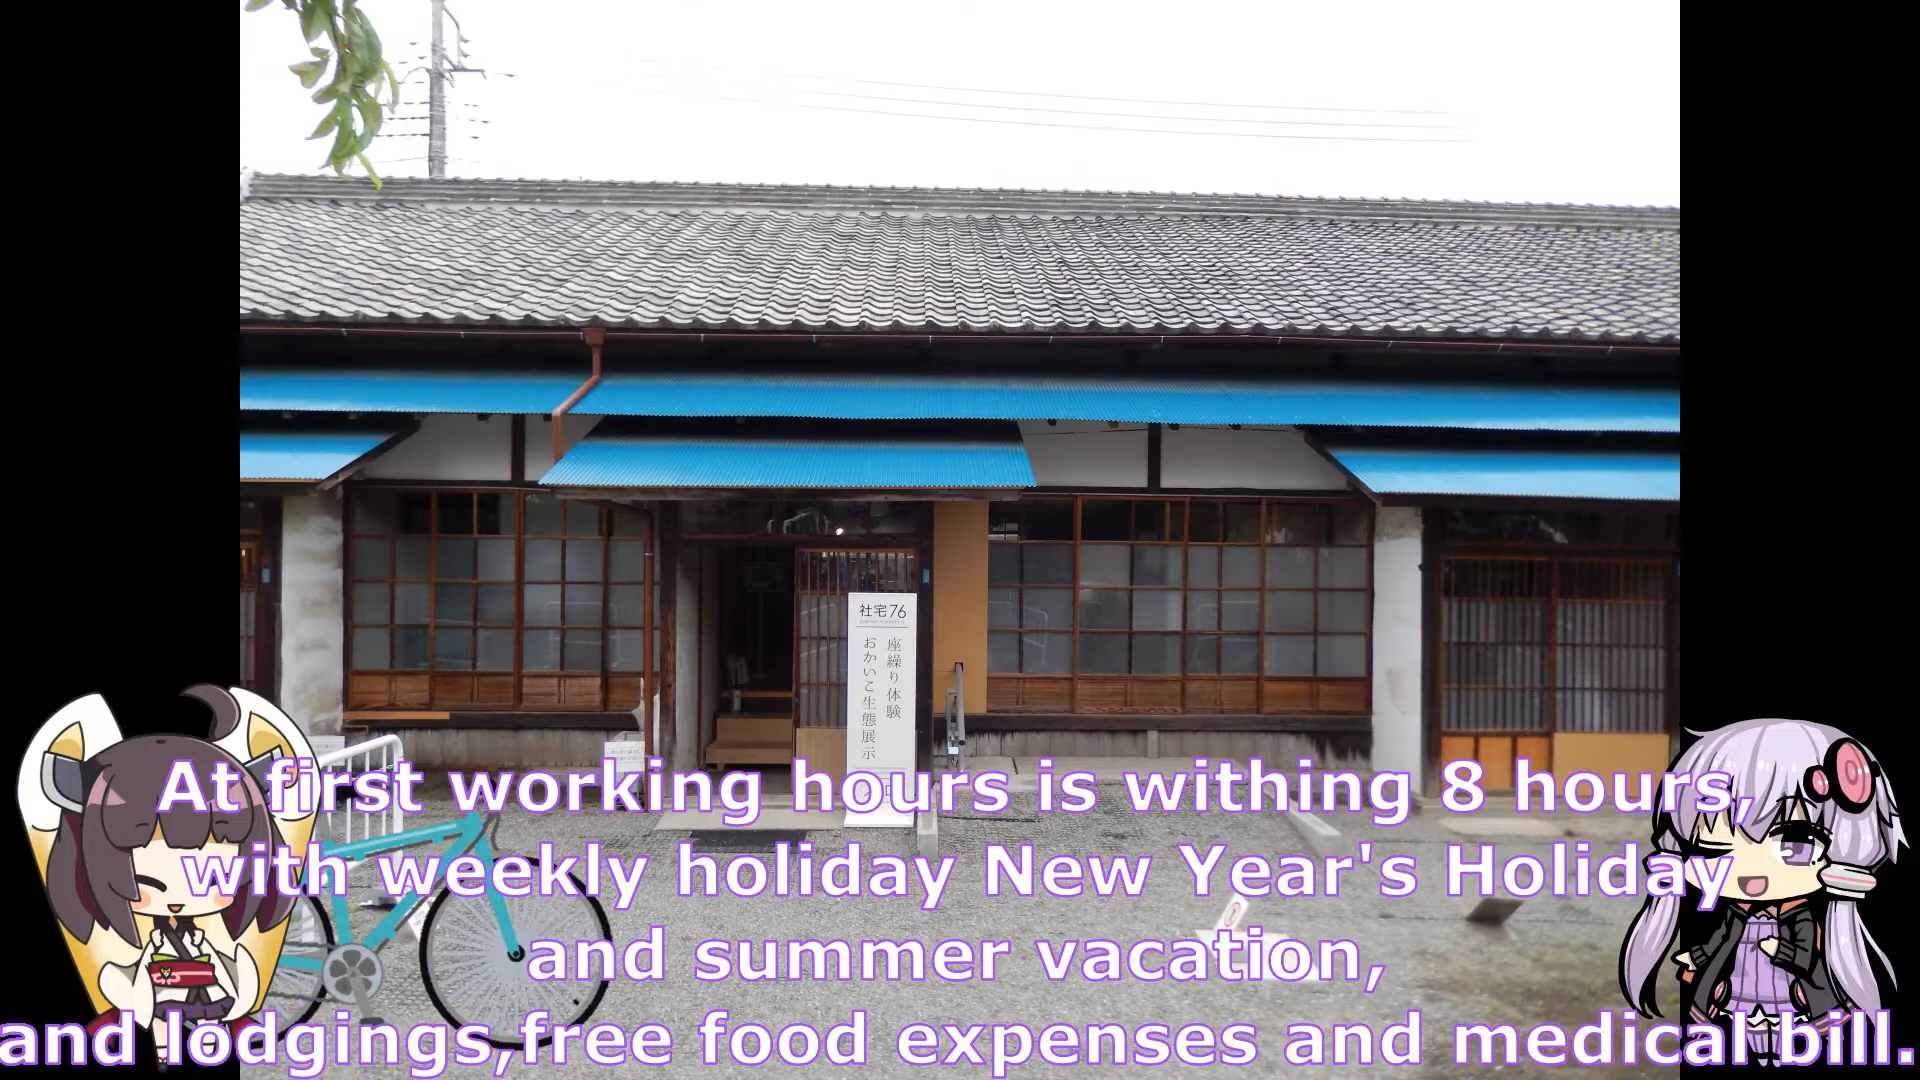 社宅76
座繰り体験
おかいこ生態展示
At first working hours is withing 8 hours,
with weekly holiday New Year's Holiday
and summer vacation,
and lodgings,free food expenses and medical bill.